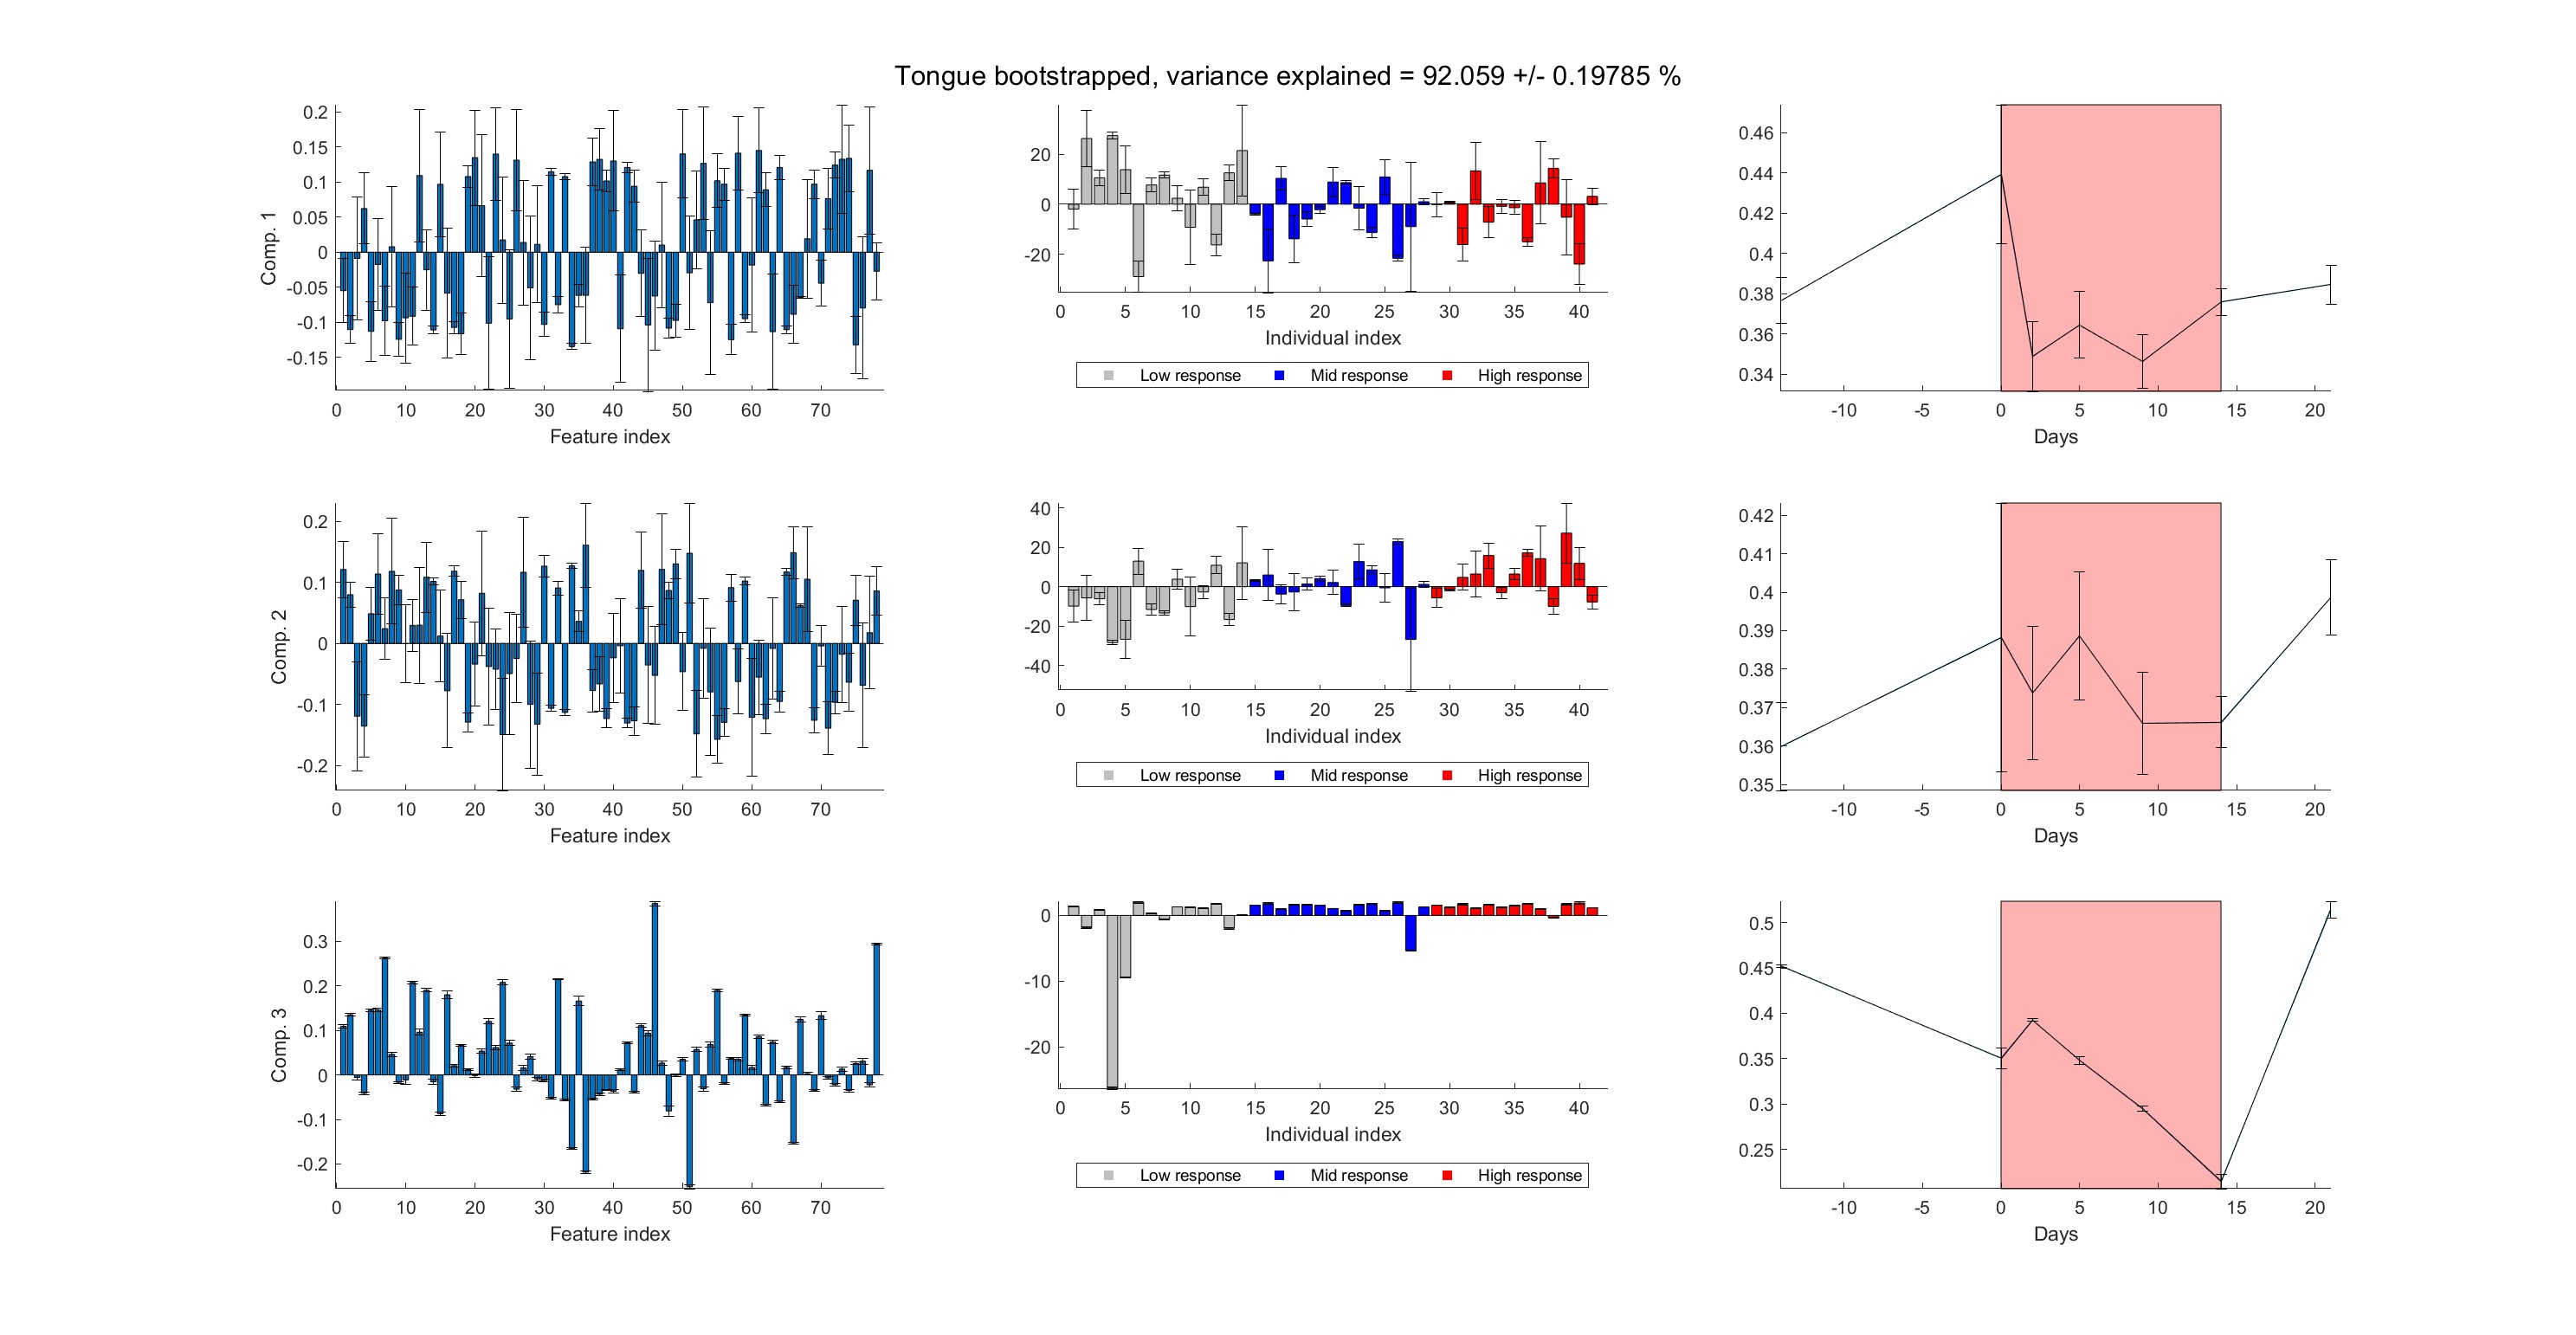 Tongue bootstrapped, variance explained = 92.059 +/- 0.19785 %
Comp. 1
0.2
0.15
0.1
0.05
0
-0.05
-0.1
-0.15
0 10 20 30 40 50 60 70
Feature index
20
0
-20
0 5 10 15 20 25 30 35 40
Individual index
Low response Mid response High response
0.46
0.44
0.42
0.4
0.38
0.36
0.34
-10 -5 0 5 10 15 20
Days
Comp. 2
0.2
0.1
0
-0.1
-0.2
0 10 20 30 40 50 60 70
Feature index
40
20
0
-20
-40
0 5 10 15 20 25 30 35 40
Individual index
Low response Mid response High response
0.42
0.41
0.4
0.39
0.38
0.37
0.36
0.35
-10 -5 0 5 10 15 20
Days
Comp. 3
0.3
0.2
0.1
0
-0.1
-0.2
0 10 20 30 40 50 60 70
Feature index
0
-10
-20
0 5 10 15 20 25 30 35 40
Individual index
Low response Mid response High response
0.5
0.45
0.4
0.35
0.3
0.25
-10 -5 0 5 10 15 20
Days